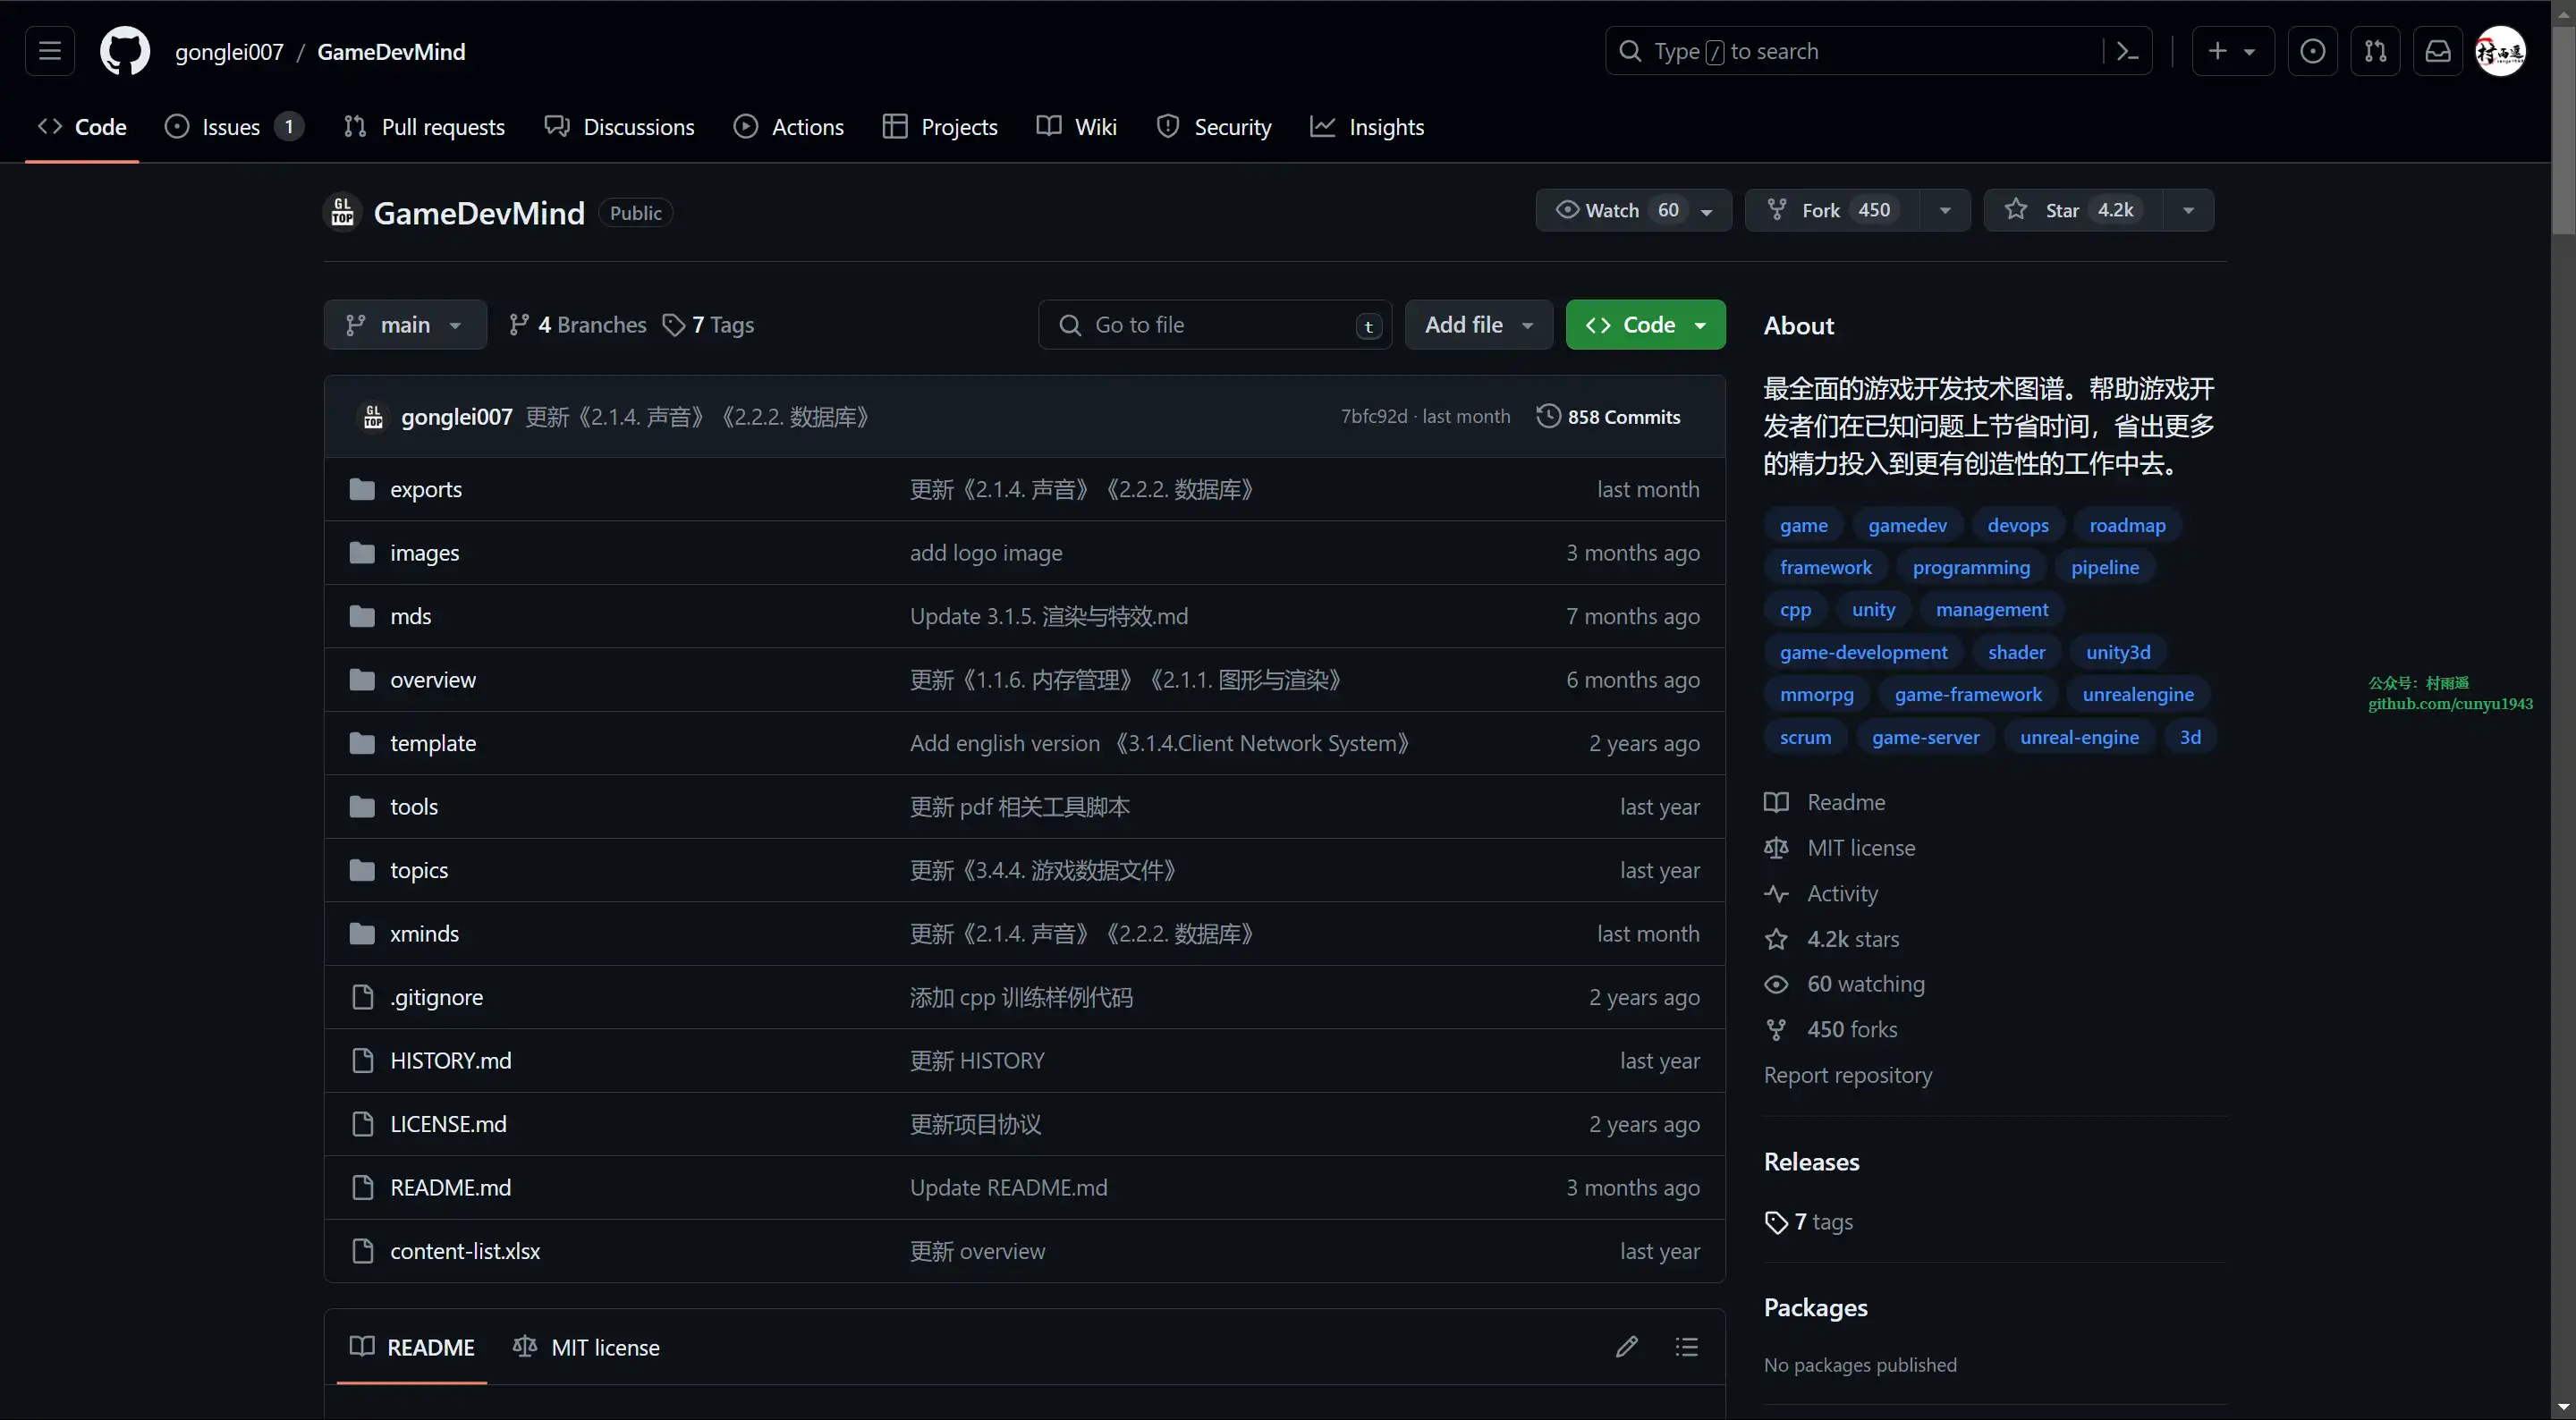 gonglei007 / GameDevMind
Type / to search
Code
Issues 1
Pull requests
Discussions
Actions
Projects
Wiki
Security
Insights
GL TOP
GameDevMind Public
Watch 60
Fork 450
Star 4.2k
main
4 Branches
7 Tags
Go to file t
Add file
Code
gonglei007 更新《2.1.4. 声音》《2.2.2. 数据库》 7bfc92d · last month 858 Commits
exports 更新《2.1.4. 声音》《2.2.2. 数据库》 last month
images add logo image 3 months ago
mds Update 3.1.5. 渲染与特效.md 7 months ago
overview 更新《1.1.6. 内存管理》《2.1.1. 图形与渲染》 6 months ago
template Add english version 《3.1.4.Client Network System》 2 years ago
tools 更新 pdf 相关工具脚本 last year
topics 更新《3.4.4. 游戏数据文件》 last year
xminds 更新《2.1.4. 声音》《2.2.2. 数据库》 last month
.gitignore 添加 cpp 训练样例代码 2 years ago
HISTORY.md 更新 HISTORY last year
LICENSE.md 更新项目协议 2 years ago
README.md Update README.md 3 months ago
content-list.xlsx 更新 overview last year
README MIT license
About
最全面的游戏开发技术图谱。帮助游戏开
发者们在已知问题上节省时间，省出更多
的精力投入到更有创造性的工作中去。
game gamedev devops roadmap
framework programming pipeline
cpp unity management
game-development shader unity3d
mmorpg game-framework unrealengine
scrum game-server unreal-engine 3d
Readme
MIT license
Activity
4.2k stars
60 watching
450 forks
Report repository
Releases
7 tags
Packages
No packages published
公众号：村雨遥
github.com/cunyu1943